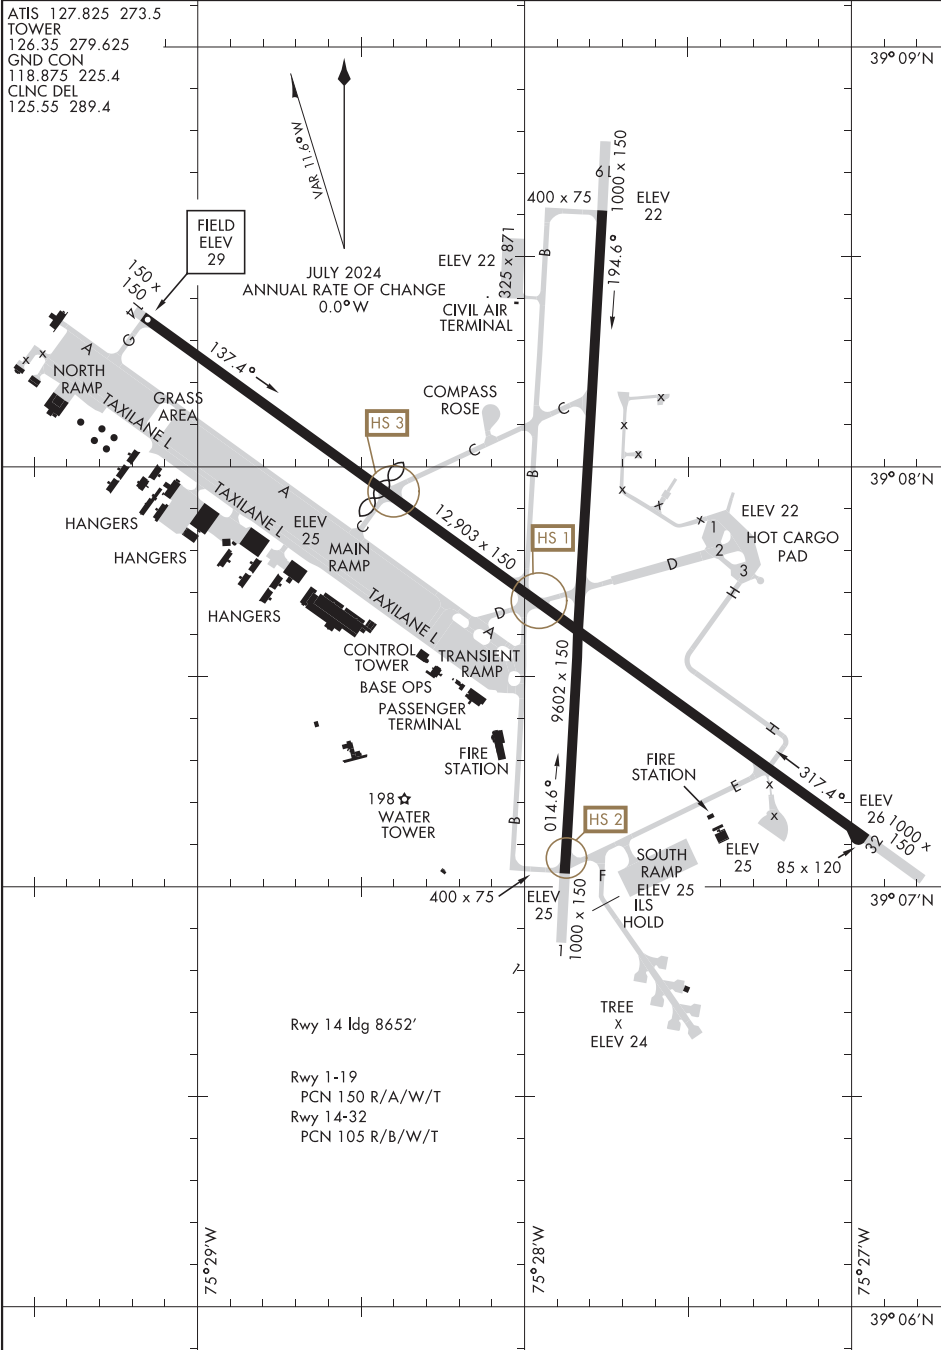 ATIS 127.825 273.5
TOWER
126.35 279.625
GND CON
118.875 225.4
CLNC DEL
125.55 289.4
39° 09'N
VAR 11.6° W
JULY 2024
ANNUAL RATE OF CHANGE
0.0° W
FIELD
ELEV
29
150 x
150
14
G
137.4°
1000 x 150
19
400 x 75
ELEV
22
194.6°
B
325 x 871
ELEV 22
CIVIL AIR
TERMINAL
A
NORTH
RAMP
x
x
TAXILANE L
GRASS
AREA
COMPASS
ROSE
HS 3
C
C
x
x
x
x
x
x
39° 08'N
B
A
TAXILANE L
ELEV
25
C
MAIN
RAMP
12,903 x 150
HS 1
ELEV 22
HOT CARGO
PAD
1
2
3
D
H
HANGERS
HANGERS
HANGERS
TAXILANE L
D
A
CONTROL
TOWER
TRANSIENT
RAMP
BASE OPS
PASSENGER
TERMINAL
9602 x 150
H
FIRE
STATION
FIRE
STATION
317.4°
E
x
x
198
WATER
TOWER
014.6°
B
HS 2
ELEV
26
1000 x
150
32
ELEV
25
85 x 120
SOUTH
RAMP
ELEV 25
F
400 x 75
ELEV
25
1000 x 150
1
ILS
HOLD
39° 07'N
TREE
x
ELEV 24
Rwy 14 ldg 8652'
Rwy 1-19
PCN 150 R/A/W/T
Rwy 14-32
PCN 105 R/B/W/T
75° 29'W
75° 28'W
75° 27'W
39° 06'N